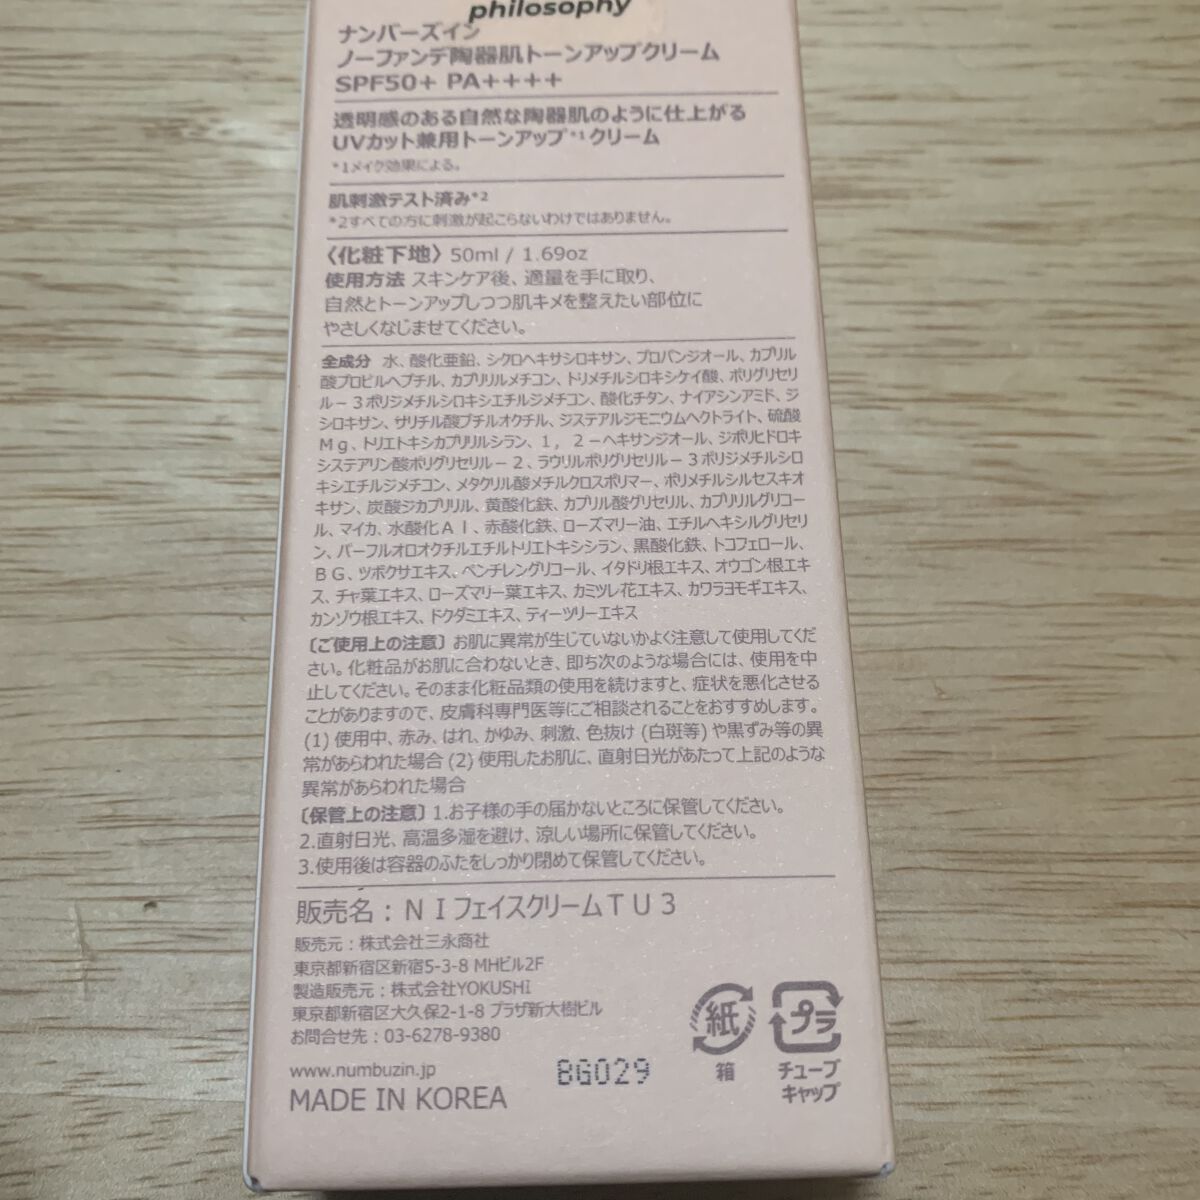 philosophy
ナンバーズイン
ノーファンデ陶器肌トーンアップクリーム
SPF50+ PA++++
透明感のある自然な陶器肌のように仕上がる
UVカット兼用トーンアップ*1クリーム
*1メイク効果による。
肌刺激テスト済み*2
*2すべての方に刺激が起こらないわけではありません。
〈化粧下地〉 50ml / 1.69oz
使用方法 スキンケア後、適量を手に取り、
自然とトーンアップしつつ肌キメを整えたい部位に
やさしくなじませてください。
全成分 水、酸化亜鉛、シクロヘキサシロキサン、プロパンジオール、カプリル
酸プロピルヘプチル、カプリリルメチコン、トリメチルシロキシケイ酸、ポリグリセリ
ル－3ポリジメチルシロキシエチルジメチコン、酸化チタン、ナイアシンアミド、ジ
シロキサン、サリチル酸ブチルオクチル、ジステアルジモニウムヘクトライト、硫酸
Ｍｇ、トリエトキシカプリリルシラン、１，２－ヘキサンジオール、ジポリヒドロキ
システアリン酸ポリグリセリル－２、ラウリルポリグリセリル－３ポリジメチルシロ
キシエチルジメチコン、メタクリル酸メチルクロスポリマー、ポリメチルシルセスキオ
キサン、炭酸ジカプリリル、黄酸化鉄、カプリル酸グリセリル、カプリリルグリコー
ル、マイカ、水酸化Ａｌ、赤酸化鉄、ローズマリー油、エチルヘキシルグリセリ
ン、パーフルオロオクチルエチルトリエトキシシラン、黒酸化鉄、トコフェロール、
ＢＧ、ツボクサエキス、ペンチレングリコール、イタドリ根エキス、オウゴン根エキ
ス、チャ葉エキス、ローズマリー葉エキス、カミツレ花エキス、カワラヨモギエキス、
カンゾウ根エキス、ドクダミエキス、ティーツリーエキス
〔ご使用上の注意〕お肌に異常が生じていないかよく注意して使用してくだ
さい。化粧品がお肌に合わないとき、即ち次のような場合には、使用を中
止してください。そのまま化粧品類の使用を続けますと、症状を悪化させる
ことがありますので、皮膚科専門医等にご相談されることをおすすめします。
(1) 使用中、赤み、はれ、かゆみ、刺激、色抜け (白斑等) や黒ずみ等の異
常があらわれた場合 (2) 使用したお肌に、直射日光があたって上記のような
異常があらわれた場合
〔保管上の注意〕1.お子様の手の届かないところに保管してください。
2.直射日光、高温多湿を避け、涼しい場所に保管してください。
3.使用後は容器のふたをしっかり閉めて保管してください。
販売名：ＮＩフェイスクリームＴＵ３
販売元：株式会社三永商社
東京都新宿区新宿5-3-8 MHビル2F
製造販売元：株式会社YOKUSHI
東京都新宿区大久保2-1-8 プラザ新大樹ビル
お問合せ先：03-6278-9380
www.numbuzin.jp
8G029
MADE IN KOREA
紙
箱
プラ
チューブ
キャップ